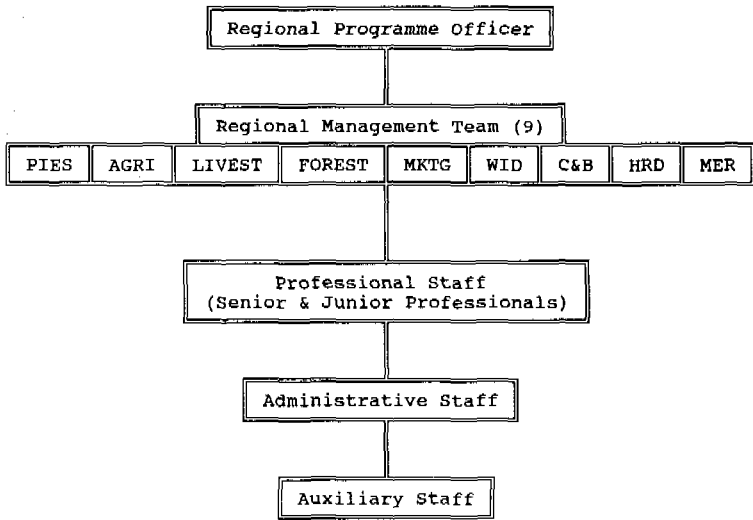 Regional Programme Officer
Regional Management Team (9)
PIES AGRI LIVEST FOREST MKTG WID C&B HRD MER
Professional Staff
(Senior & Junior Professionals)
Administrative Staff
Auxiliary Staff